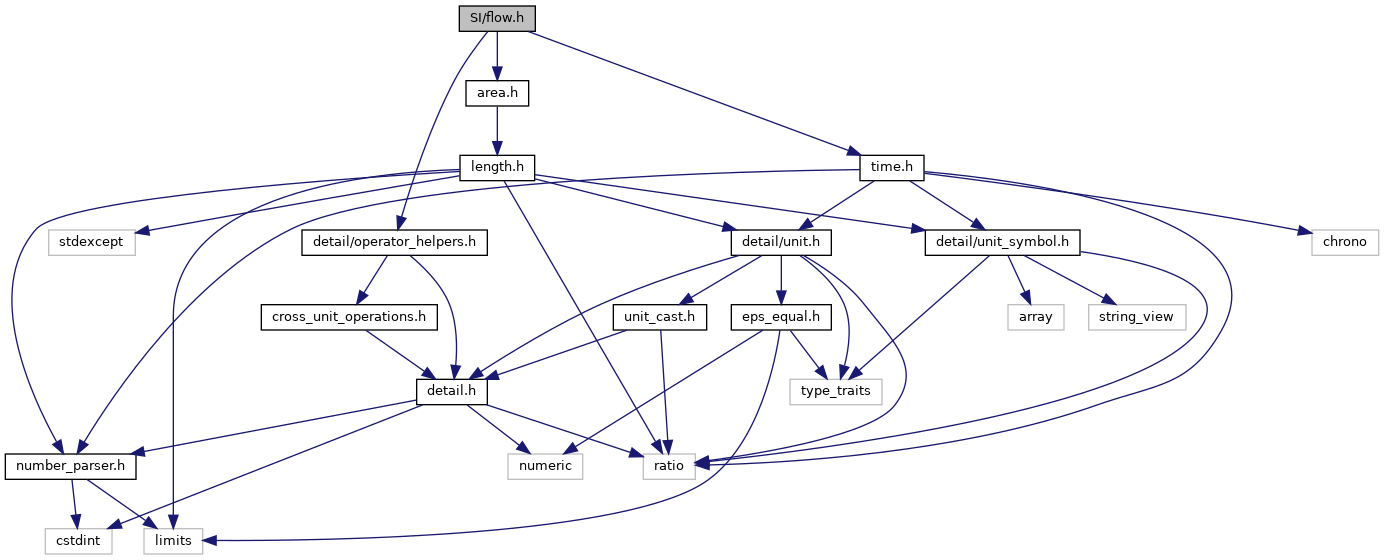 SI/flow.h
area.h
length.h
time.h
stdexcept
detail/operator_helpers.h
detail/unit.h
detail/unit_symbol.h
chrono
cross_unit_operations.h
unit_cast.h
eps_equal.h
array
string_view
detail.h
type_traits
number_parser.h
numeric
ratio
cstdint
limits